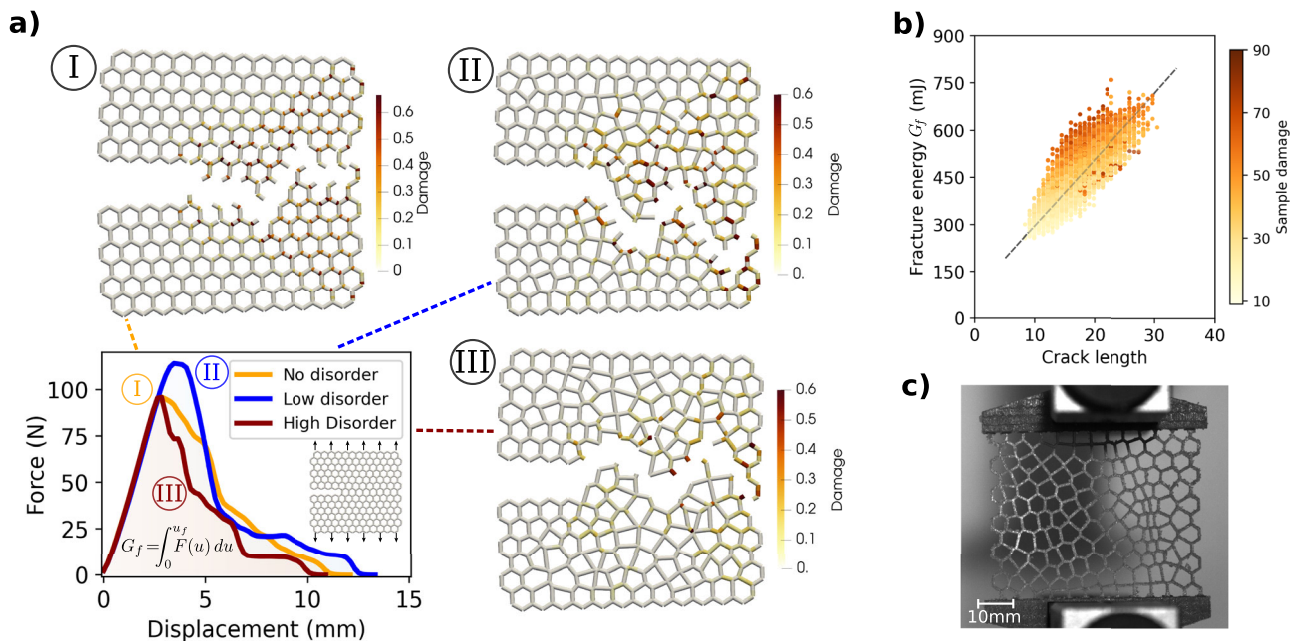 a)
I
0.6
0.5
0.4
0.3
0.2
0.1
0
Damage
II
0.6
0.5
0.4
0.3
0.2
0.1
0.
Damage
III
0.6
0.5
0.4
0.3
0.2
0.1
0
Damage
I
II
III
No disorder
Low disorder
High Disorder
G_f = ∫_0^{u_f} F(u) du
Force (N)
100
75
50
25
0
0 5 10 15
Displacement (mm)
b)
Fracture energy G_f (mJ)
900
750
600
450
300
150
0
0 10 20 30 40
Crack length
90
70
50
30
10
Sample damage
c)
10mm